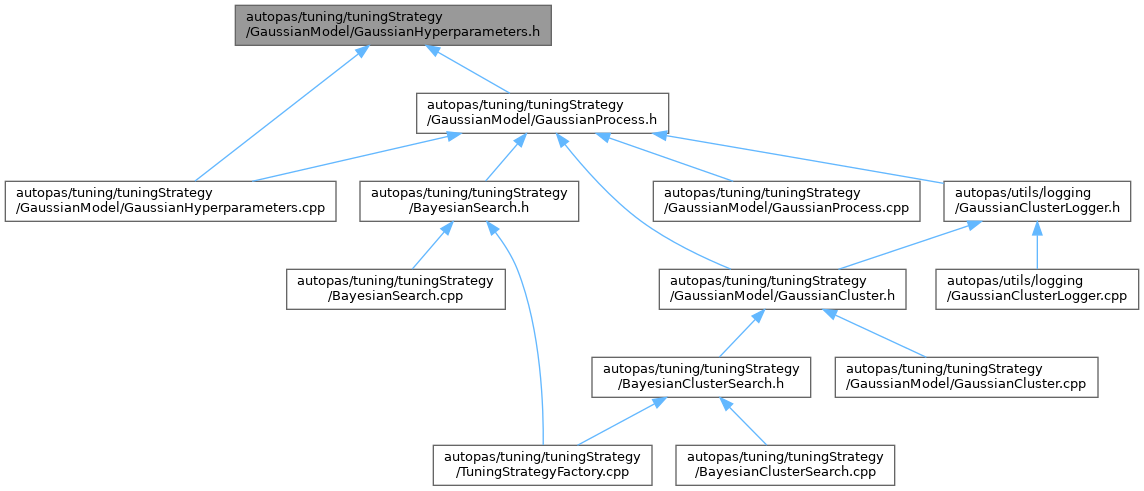 autopas/tuning/tuningStrategy
/GaussianModel/GaussianHyperparameters.h
autopas/tuning/tuningStrategy
/GaussianModel/GaussianProcess.h
autopas/tuning/tuningStrategy
/GaussianModel/GaussianHyperparameters.cpp
autopas/tuning/tuningStrategy
/BayesianSearch.h
autopas/tuning/tuningStrategy
/GaussianModel/GaussianProcess.cpp
autopas/utils/logging
/GaussianClusterLogger.h
autopas/tuning/tuningStrategy
/BayesianSearch.cpp
autopas/tuning/tuningStrategy
/GaussianModel/GaussianCluster.h
autopas/utils/logging
/GaussianClusterLogger.cpp
autopas/tuning/tuningStrategy
/BayesianClusterSearch.h
autopas/tuning/tuningStrategy
/GaussianModel/GaussianCluster.cpp
autopas/tuning/tuningStrategy
/TuningStrategyFactory.cpp
autopas/tuning/tuningStrategy
/BayesianClusterSearch.cpp